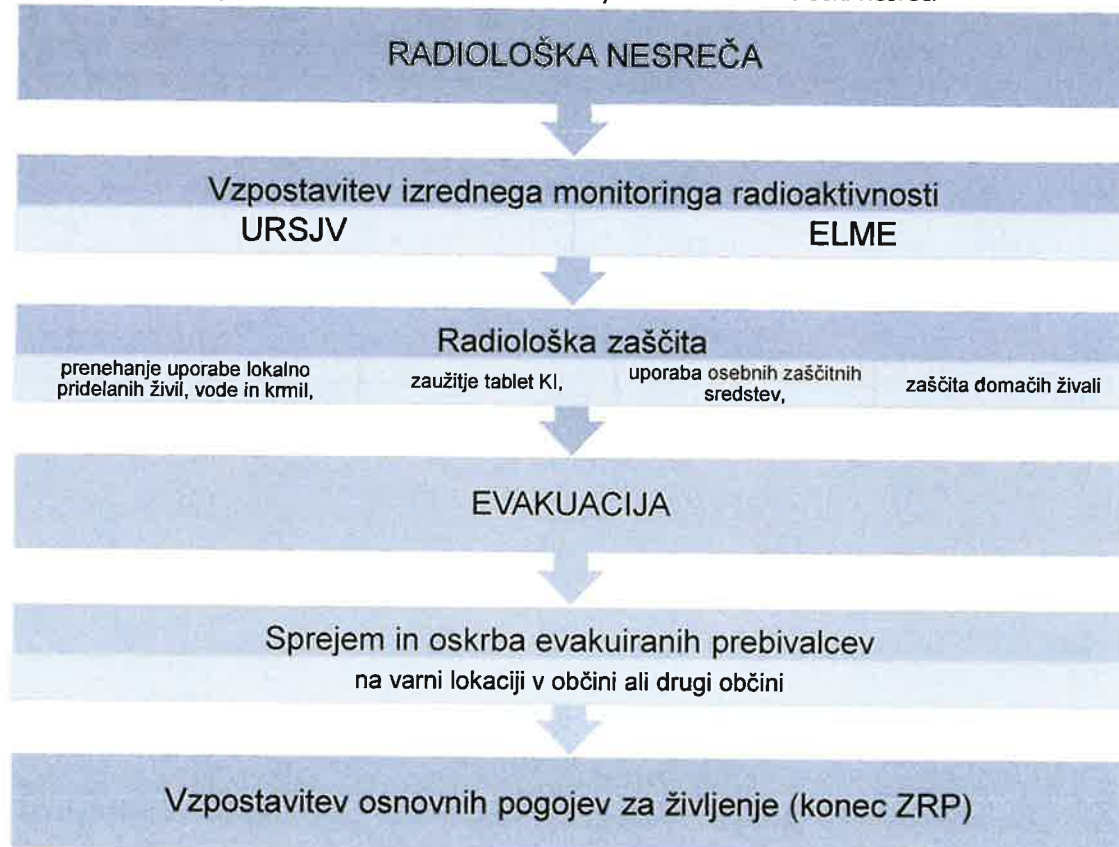 RADIOLOŠKA NESREČA
Vzpostavitev izrednega monitoringa radioaktivnosti
URSJV
ELME
Radiološka zaščita
prenehanje uporabe lokalno
pridelanih živil, vode in krmil,
zaužitje tablet KI,
uporaba osebnih zaščitnih
sredstev,
zaščita domačih živali
EVAKUACIJA
Sprejem in oskrba evakuiranih prebivalcev
na varni lokaciji v občini ali drugi občini
Vzpostavitev osnovnih pogojev za življenje (konec ZRP)